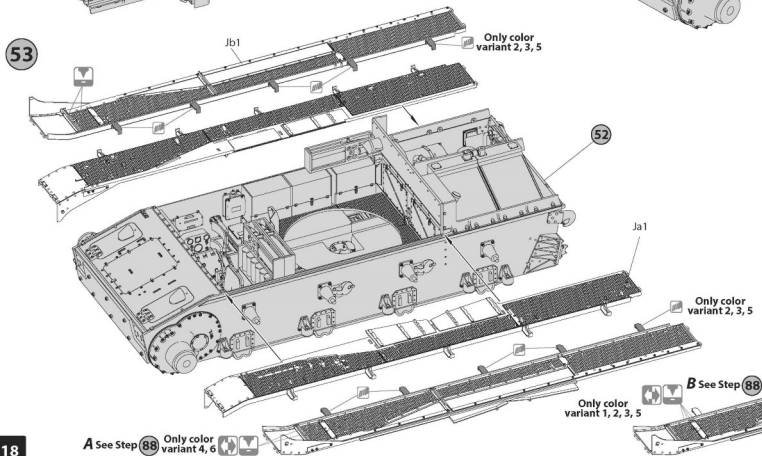 53
Jb1
Only color
variant 2, 3, 5
52
Ja1
Only color
variant 2, 3, 5
Only color
variant 1, 2, 3, 5
B See Step 88
A See Step 88 Only color
variant 4, 6
18